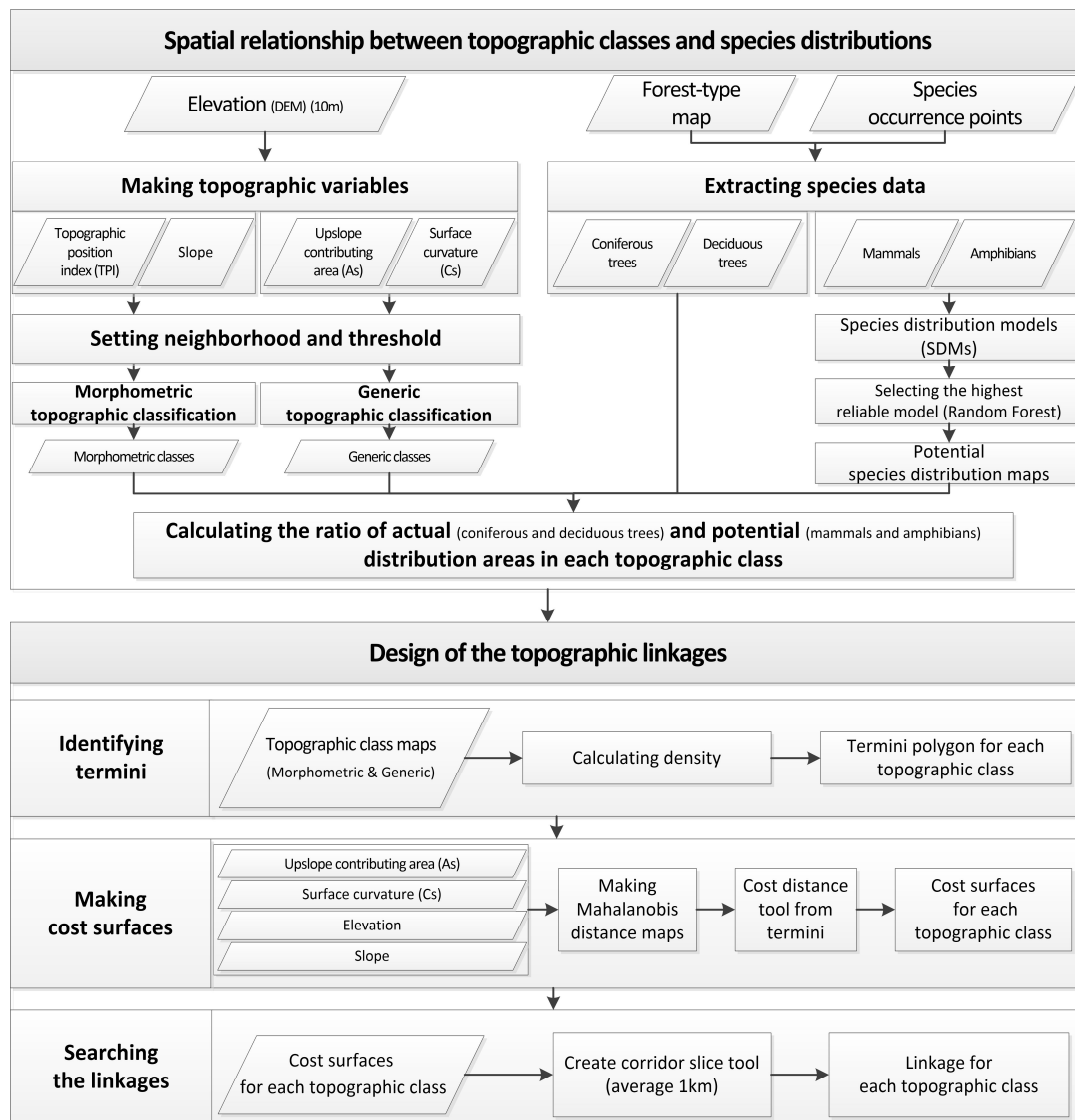 Spatial relationship between topographic classes and species distributions
Elevation (DEM) (10m)
Forest-type
map
Species
occurrence points
Making topographic variables
Extracting species data
Topographic
position
index (TPI)
Slope
Upslope
contributing
area (As)
Surface
curvature
(Cs)
Coniferous
trees
Deciduous
trees
Mammals
Amphibians
Setting neighborhood and threshold
Species distribution models
(SDMs)
Morphometric
topographic classification
Generic
topographic classification
Selecting the highest
reliable model (Random Forest)
Morphometric classes
Generic classes
Potential
species distribution maps
Calculating the ratio of actual (coniferous and deciduous trees) and potential (mammals and amphibians)
distribution areas in each topographic class
Design of the topographic linkages
Identifying
termini
Topographic class maps
(Morphometric & Generic)
Calculating density
Termini polygon for each
topographic class
Making
cost surfaces
Upslope contributing area (As)
Surface curvature (Cs)
Elevation
Slope
Making
Mahalanobis
distance maps
Cost distance
tool from
termini
Cost surfaces
for each
topographic class
Searching
the linkages
Cost surfaces
for each topographic class
Create corridor slice tool
(average 1km)
Linkage for
each topographic class